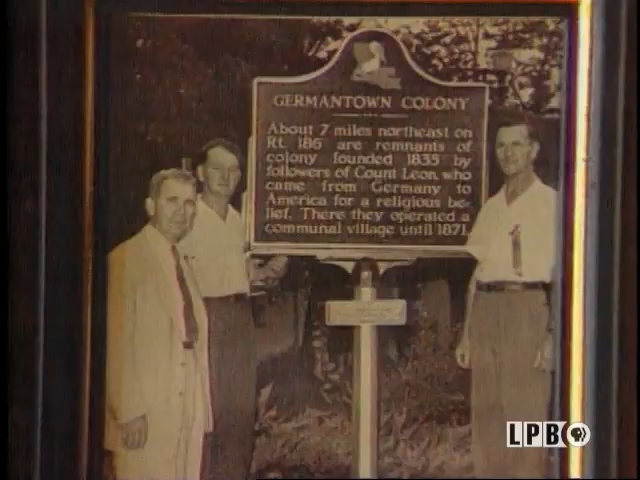 GERMANTOWN COLONY
About 7 miles northeast on
Rt. 186 are remnants of
colony founded 1835 by
followers of Count Leon, who
came from Germany to
America for a religious be-
lief. There they operated a
communal village until 1871.
LPB